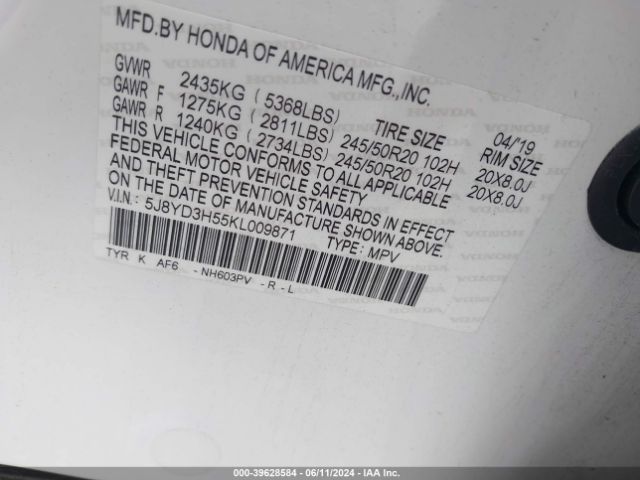 MFD.BY HONDA OF AMERICA MFG.,INC.
04/19
GVWR 2435KG (5368LBS) TIRE SIZE RIM SIZE
GAWR F 1275KG (2811LBS) 245/50R20 102H 20X8.0J
GAWR R 1240KG (2734LBS) 245/50R20 102H 20X8.0J
THIS VEHICLE CONFORMS TO ALL APPLICABLE
FEDERAL MOTOR VEHICLE SAFETY
AND THEFT PREVENTION STANDARDS IN EFFECT
ON THE DATE OF MANUFACTURE SHOWN ABOVE.
V.I.N.: 5J8YD3H55KL009871 TYPE: MPV
TYR K AF6 -NH603PV -R-L
COPART
39628584 / 06/11/2024 - IAA Inc.